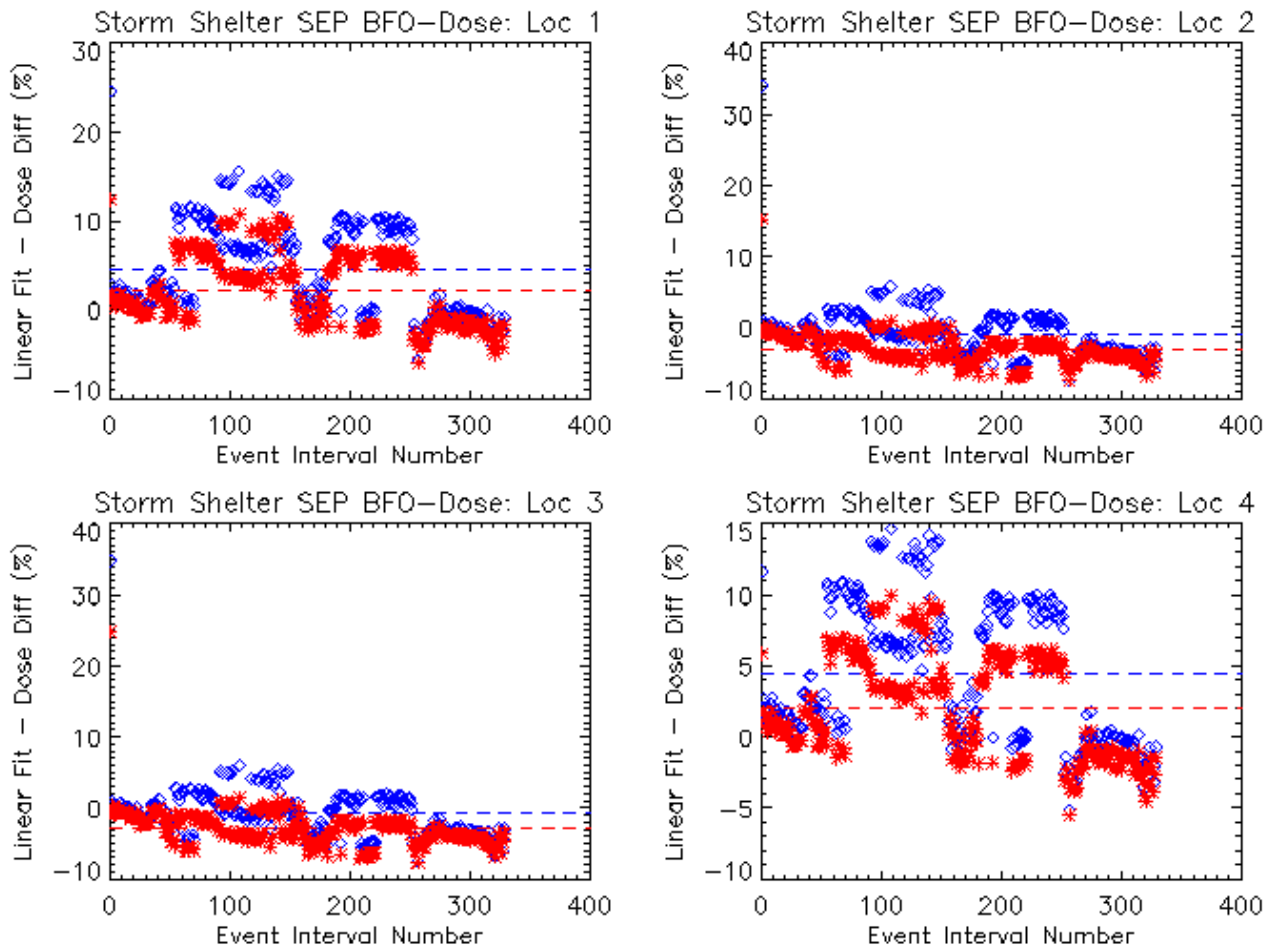 Storm Shelter SEP BFO-Dose: Loc 1
Linear Fit - Dose Diff (%)
30
20
10
0
-10
0 100 200 300 400
Event Interval Number
Storm Shelter SEP BFO-Dose: Loc 2
Linear Fit - Dose Diff (%)
40
30
20
10
0
-10
0 100 200 300 400
Event Interval Number
Storm Shelter SEP BFO-Dose: Loc 3
Linear Fit - Dose Diff (%)
40
30
20
10
0
-10
0 100 200 300 400
Event Interval Number
Storm Shelter SEP BFO-Dose: Loc 4
Linear Fit - Dose Diff (%)
15
10
5
0
-5
-10
0 100 200 300 400
Event Interval Number